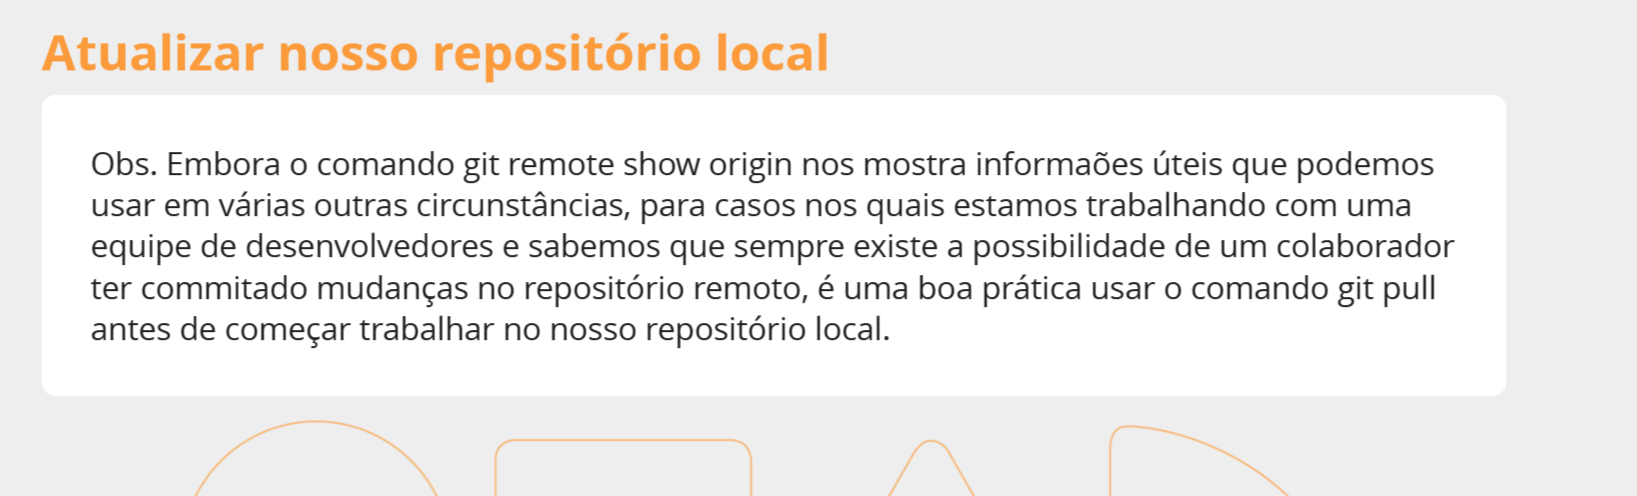 Atualizar nosso repositório local
Obs. Embora o comando git remote show origin nos mostra informaões úteis que podemos
usar em várias outras circunstâncias, para casos nos quais estamos trabalhando com uma
equipe de desenvolvedores e sabemos que sempre existe a possibilidade de um colaborador
ter commitado mudanças no repositório remoto, é uma boa prática usar o comando git pull
antes de começar trabalhar no nosso repositório local.